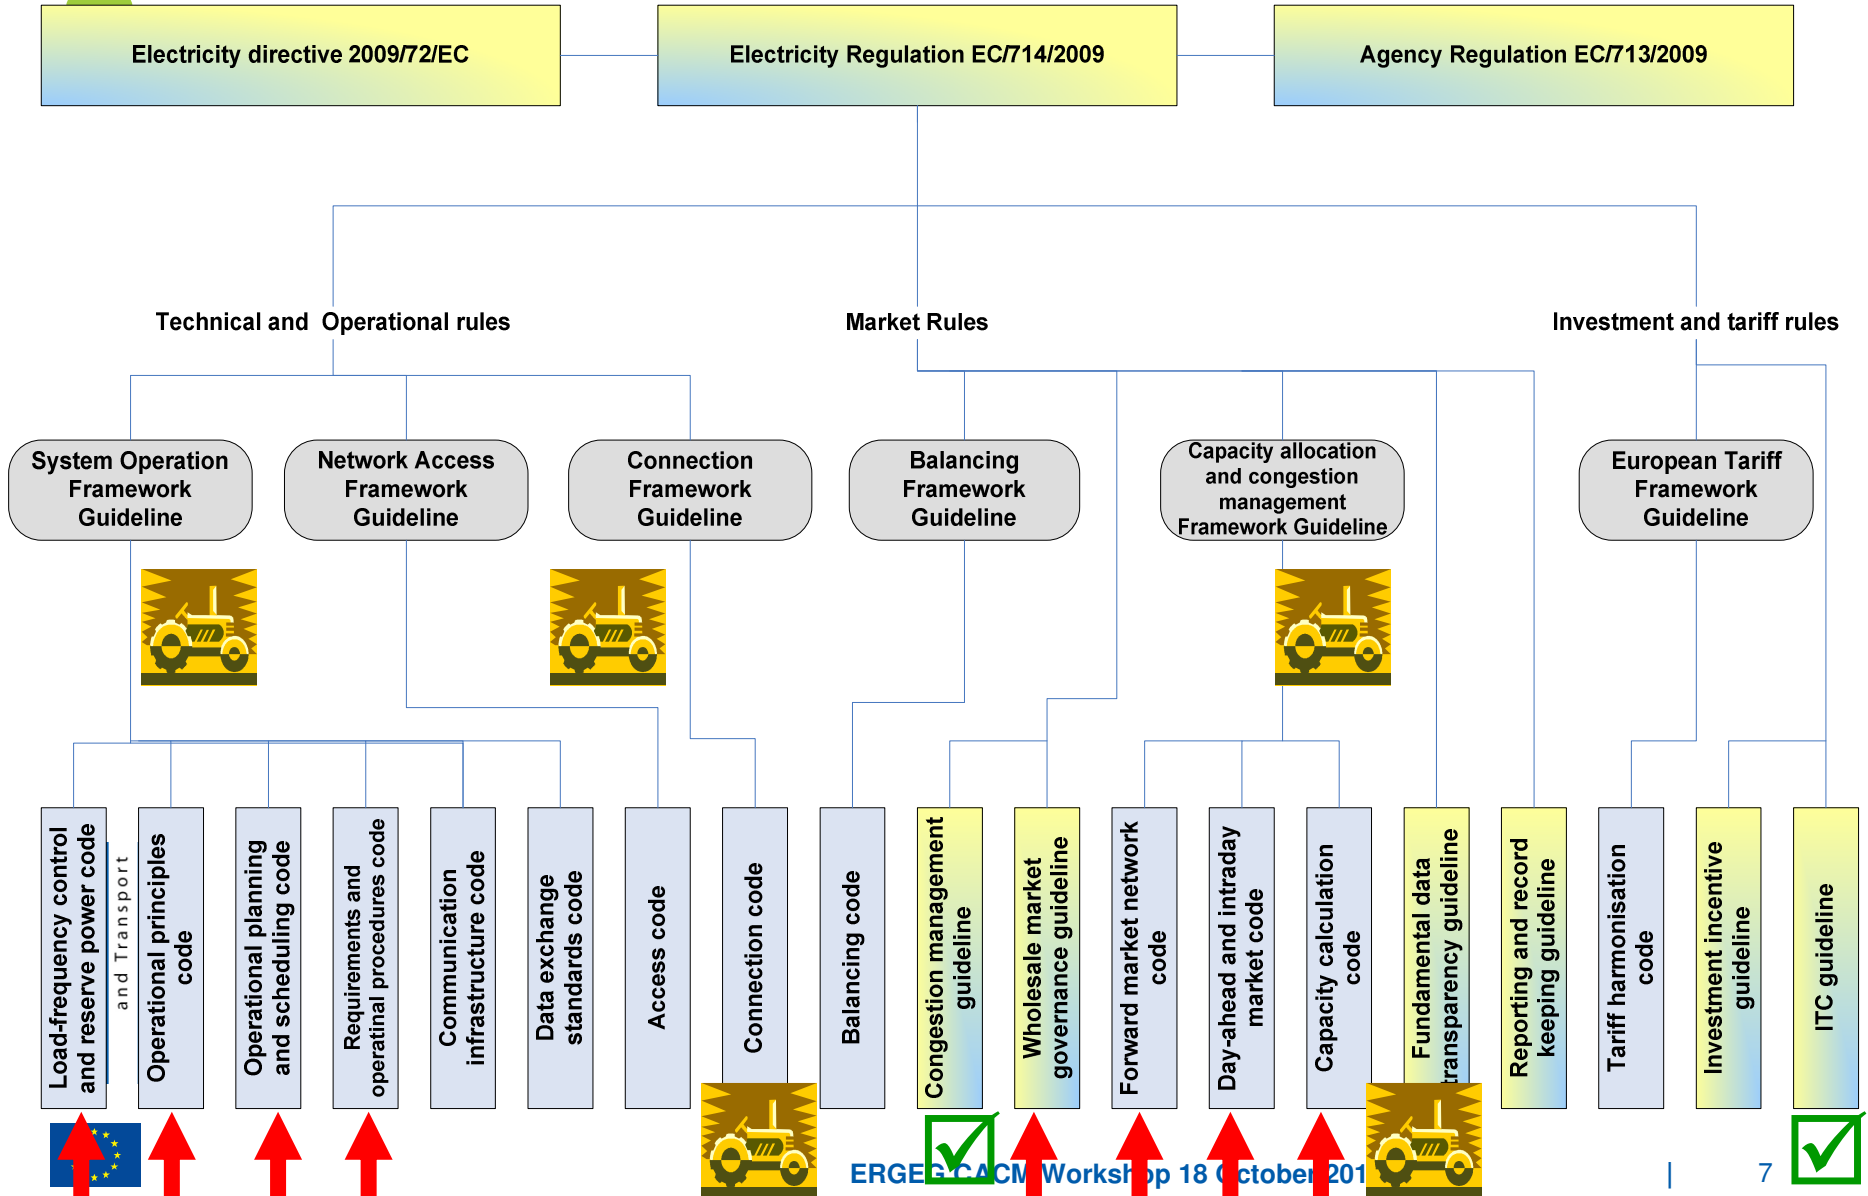 Electricity directive 2009/72/EC
Electricity Regulation EC/714/2009
Agency Regulation EC/713/2009
Technical and Operational rules
Market Rules
Investment and tariff rules
System Operation
Framework
Guideline
Network Access
Framework
Guideline
Connection
Framework
Guideline
Balancing
Framework
Guideline
Capacity allocation
and congestion
management
Framework Guideline
European Tariff
Framework
Guideline
Load-frequency control
and reserve power code
and Transport
Operational principles
code
Operational planning
and scheduling code
Requirements and
operatinal procedures code
Communication
infrastructure code
Data exchange
standards code
Access code
Connection code
Balancing code
Congestion management
guideline
Wholesale market
governance guideline
Forward market network
code
Day-ahead and intraday
market code
Capacity calculation
code
Fundamental data
transparency guideline
Reporting and record
keeping guideline
Tariff harmonisation
code
Investment incentive
guideline
ITC guideline
ERGEG CACM Workshop 18 October 201
|
7